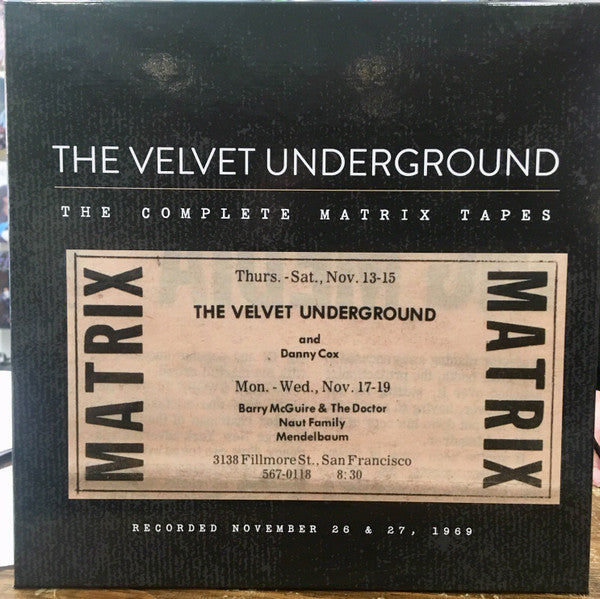 THE VELVET UNDERGROUND
THE COMPLETE MATRIX TAPES
MATRIX
Thurs. - Sat., Nov. 13-15
THE VELVET UNDERGROUND
and
Danny Cox
Mon. - Wed., Nov. 17-19
Barry McGuire & The Doctor
Naut Family
Mendelbaum
3138 Fillmore St., San Francisco
567-0118 8:30
MATRIX
RECORDED NOVEMBER 26 & 27, 1969